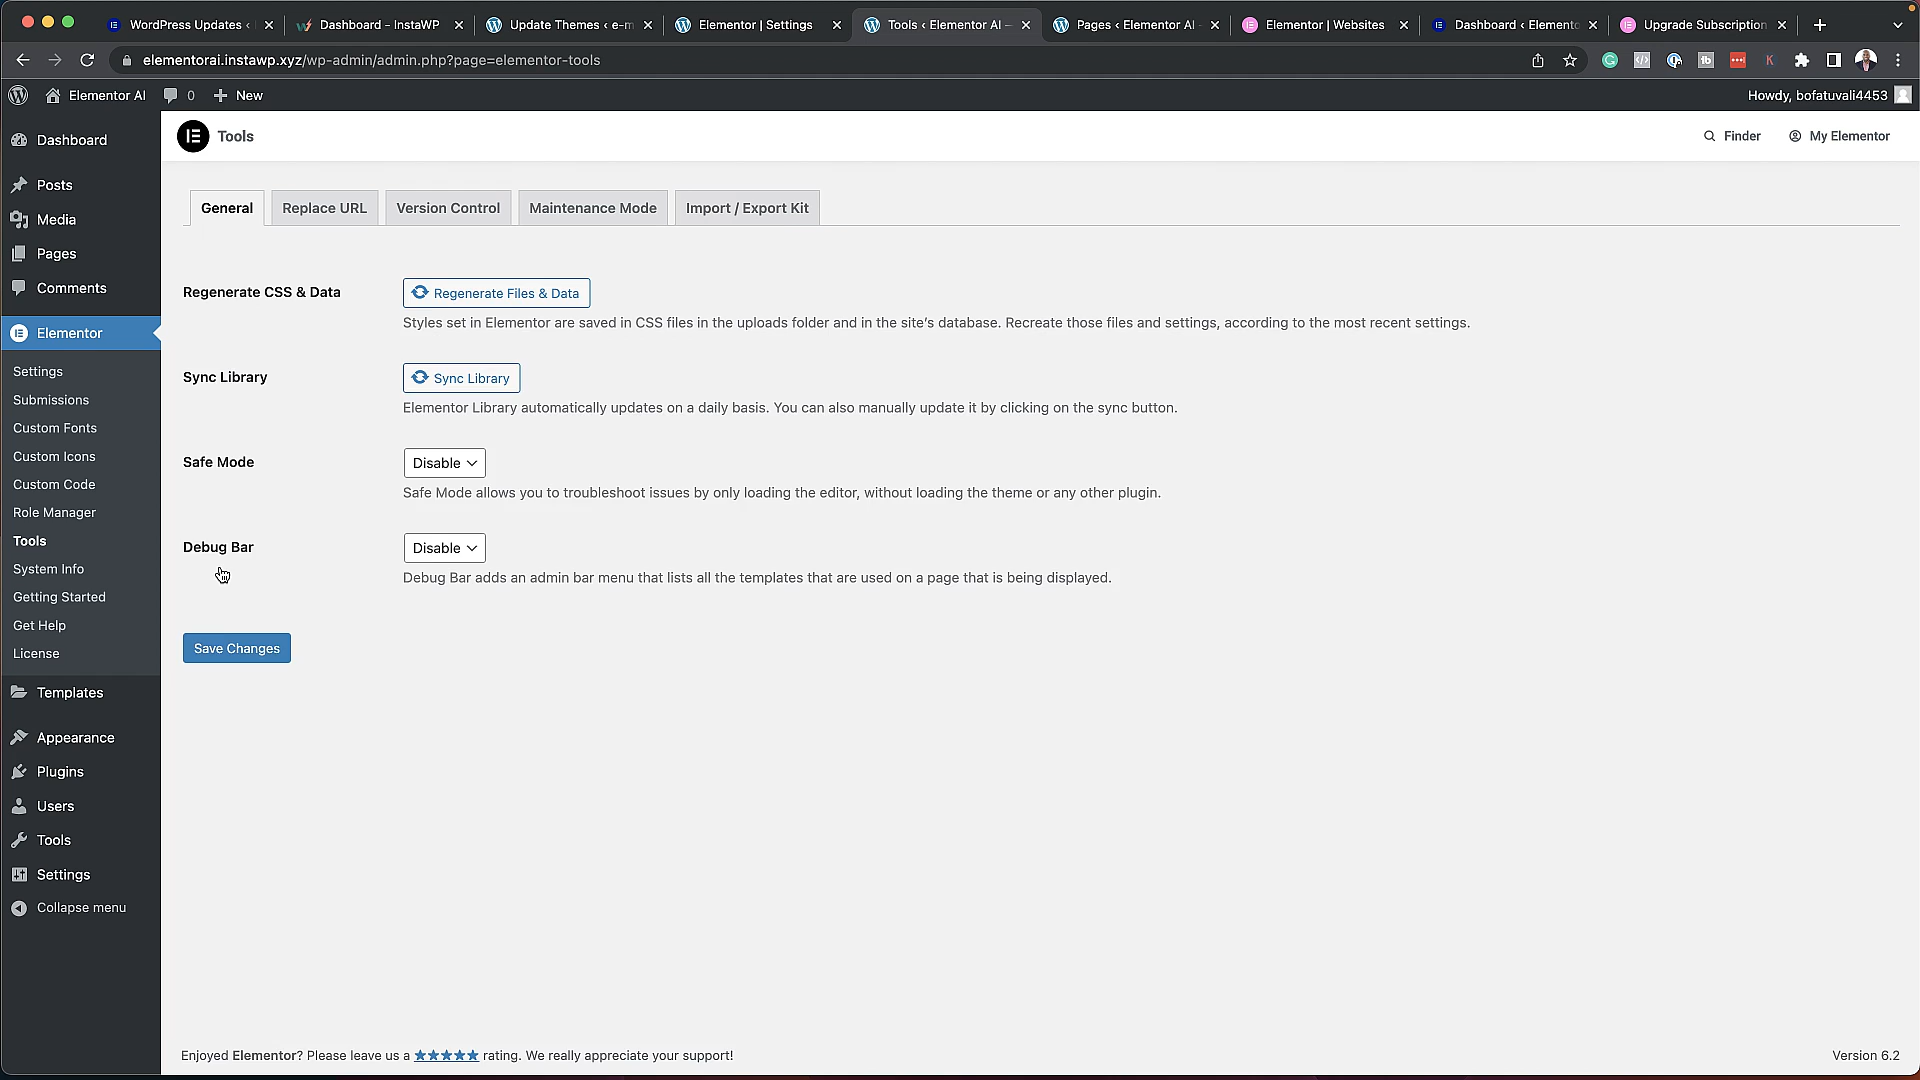 WordPress Updates ‹
Dashboard - InstaWP
Update Themes ‹ e-m
Elementor | Settings
Tools ‹ Elementor AI —
Pages ‹ Elementor AI -
Elementor | Websites
Dashboard ‹ Elemento
Upgrade Subscription
elementorai.instawp.xyz/wp-admin/admin.php?page=elementor-tools
Elementor AI
0
New
Howdy, bofatuvali4453
Dashboard
Posts
Media
Pages
Comments
Elementor
Settings
Submissions
Custom Fonts
Custom Icons
Custom Code
Role Manager
Tools
System Info
Getting Started
Get Help
License
Templates
Appearance
Plugins
Users
Tools
Settings
Collapse menu
Tools
Finder
My Elementor
General
Replace URL
Version Control
Maintenance Mode
Import / Export Kit
Regenerate CSS & Data
Regenerate Files & Data
Styles set in Elementor are saved in CSS files in the uploads folder and in the site's database. Recreate those files and settings, according to the most recent settings.
Sync Library
Sync Library
Elementor Library automatically updates on a daily basis. You can also manually update it by clicking on the sync button.
Safe Mode
Disable
Safe Mode allows you to troubleshoot issues by only loading the editor, without loading the theme or any other plugin.
Debug Bar
Disable
Debug Bar adds an admin bar menu that lists all the templates that are used on a page that is being displayed.
Save Changes
Enjoyed Elementor? Please leave us a ★★★★★ rating. We really appreciate your support!
Version 6.2